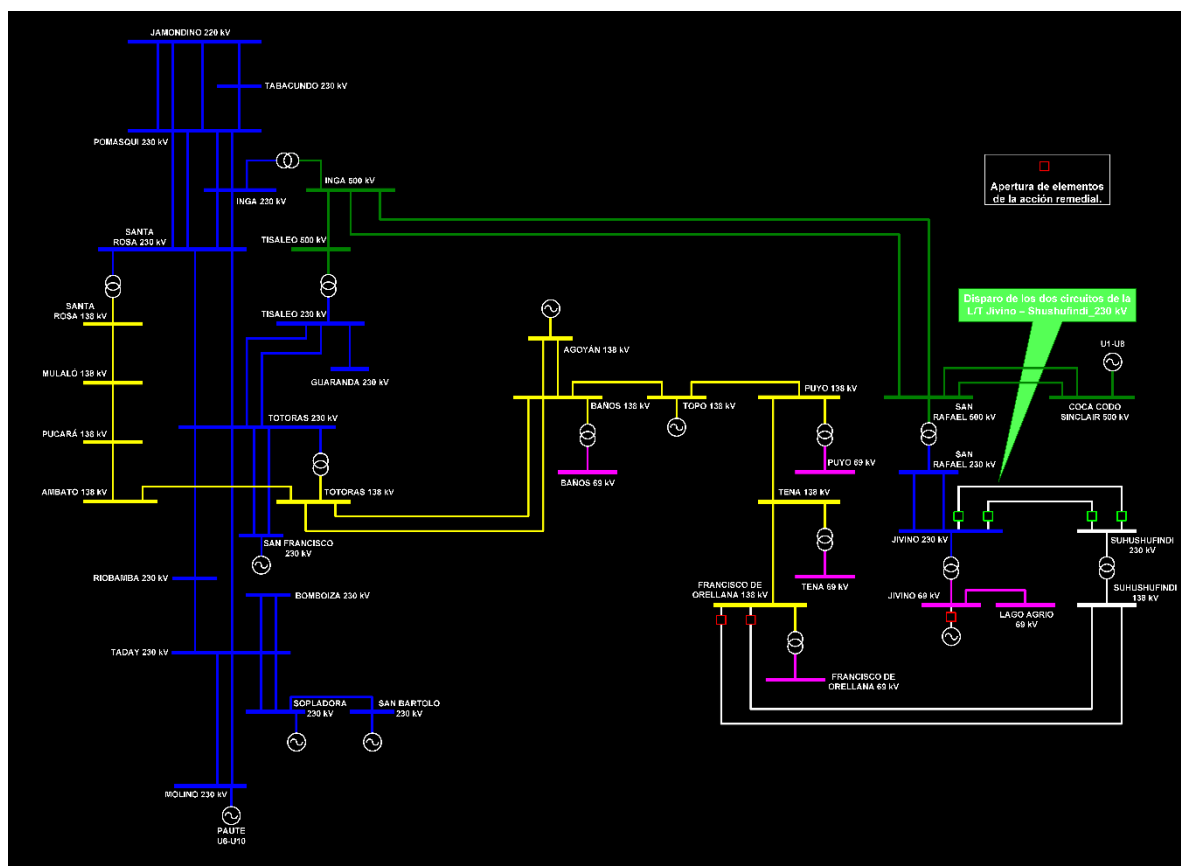 JAMONDINO 220 kV
TABACUNDO 230 kV
POMASQUI 230 kV
INGA 500 kV
INGA 230 kV
Apertura de elementos
de la acción remedial.
SANTA
ROSA 230 kV
TISALEO 500 kV
SANTA
ROSA 138 kV
TISALEO 230 kV
Disparo de los dos circuitos de la
L/T Jivino – Shushufindi_230 kV
AGOYÁN 138 kV
U1-U8
MULALÓ 138 kV
GUARANDA 230 kV
BAÑOS 138 kV
TOPO 138 kV
PUYO 138 kV
SAN
RAFAEL 500 kV
COCA CODO
SINCLAIR 500 kV
TOTORAS 230 kV
PUCARÁ 138 kV
BAÑOS 69 kV
PUYO 69 kV
SAN
RAFAEL 230 kV
AMBATO 138 kV
TOTORAS 138 kV
TENA 138 kV
SAN FRANCISCO
230 kV
JIVINO 230 kV
SUHUSHUFINDI
230 kV
RIOBAMBA 230 kV
BOMBOIZA 230 kV
TENA 69 kV
FRANCISCO DE
ORELLANA 138 kV
JIVINO 69 kV
LAGO AGRIO
69 kV
SUHUSHUFINDI
138 kV
TADAY 230 kV
FRANCISCO DE
ORELLANA 69 kV
SOPLADORA
230 kV
SAN BARTOLO
230 kV
MOLINO 230 kV
PAUTE
U6-U10